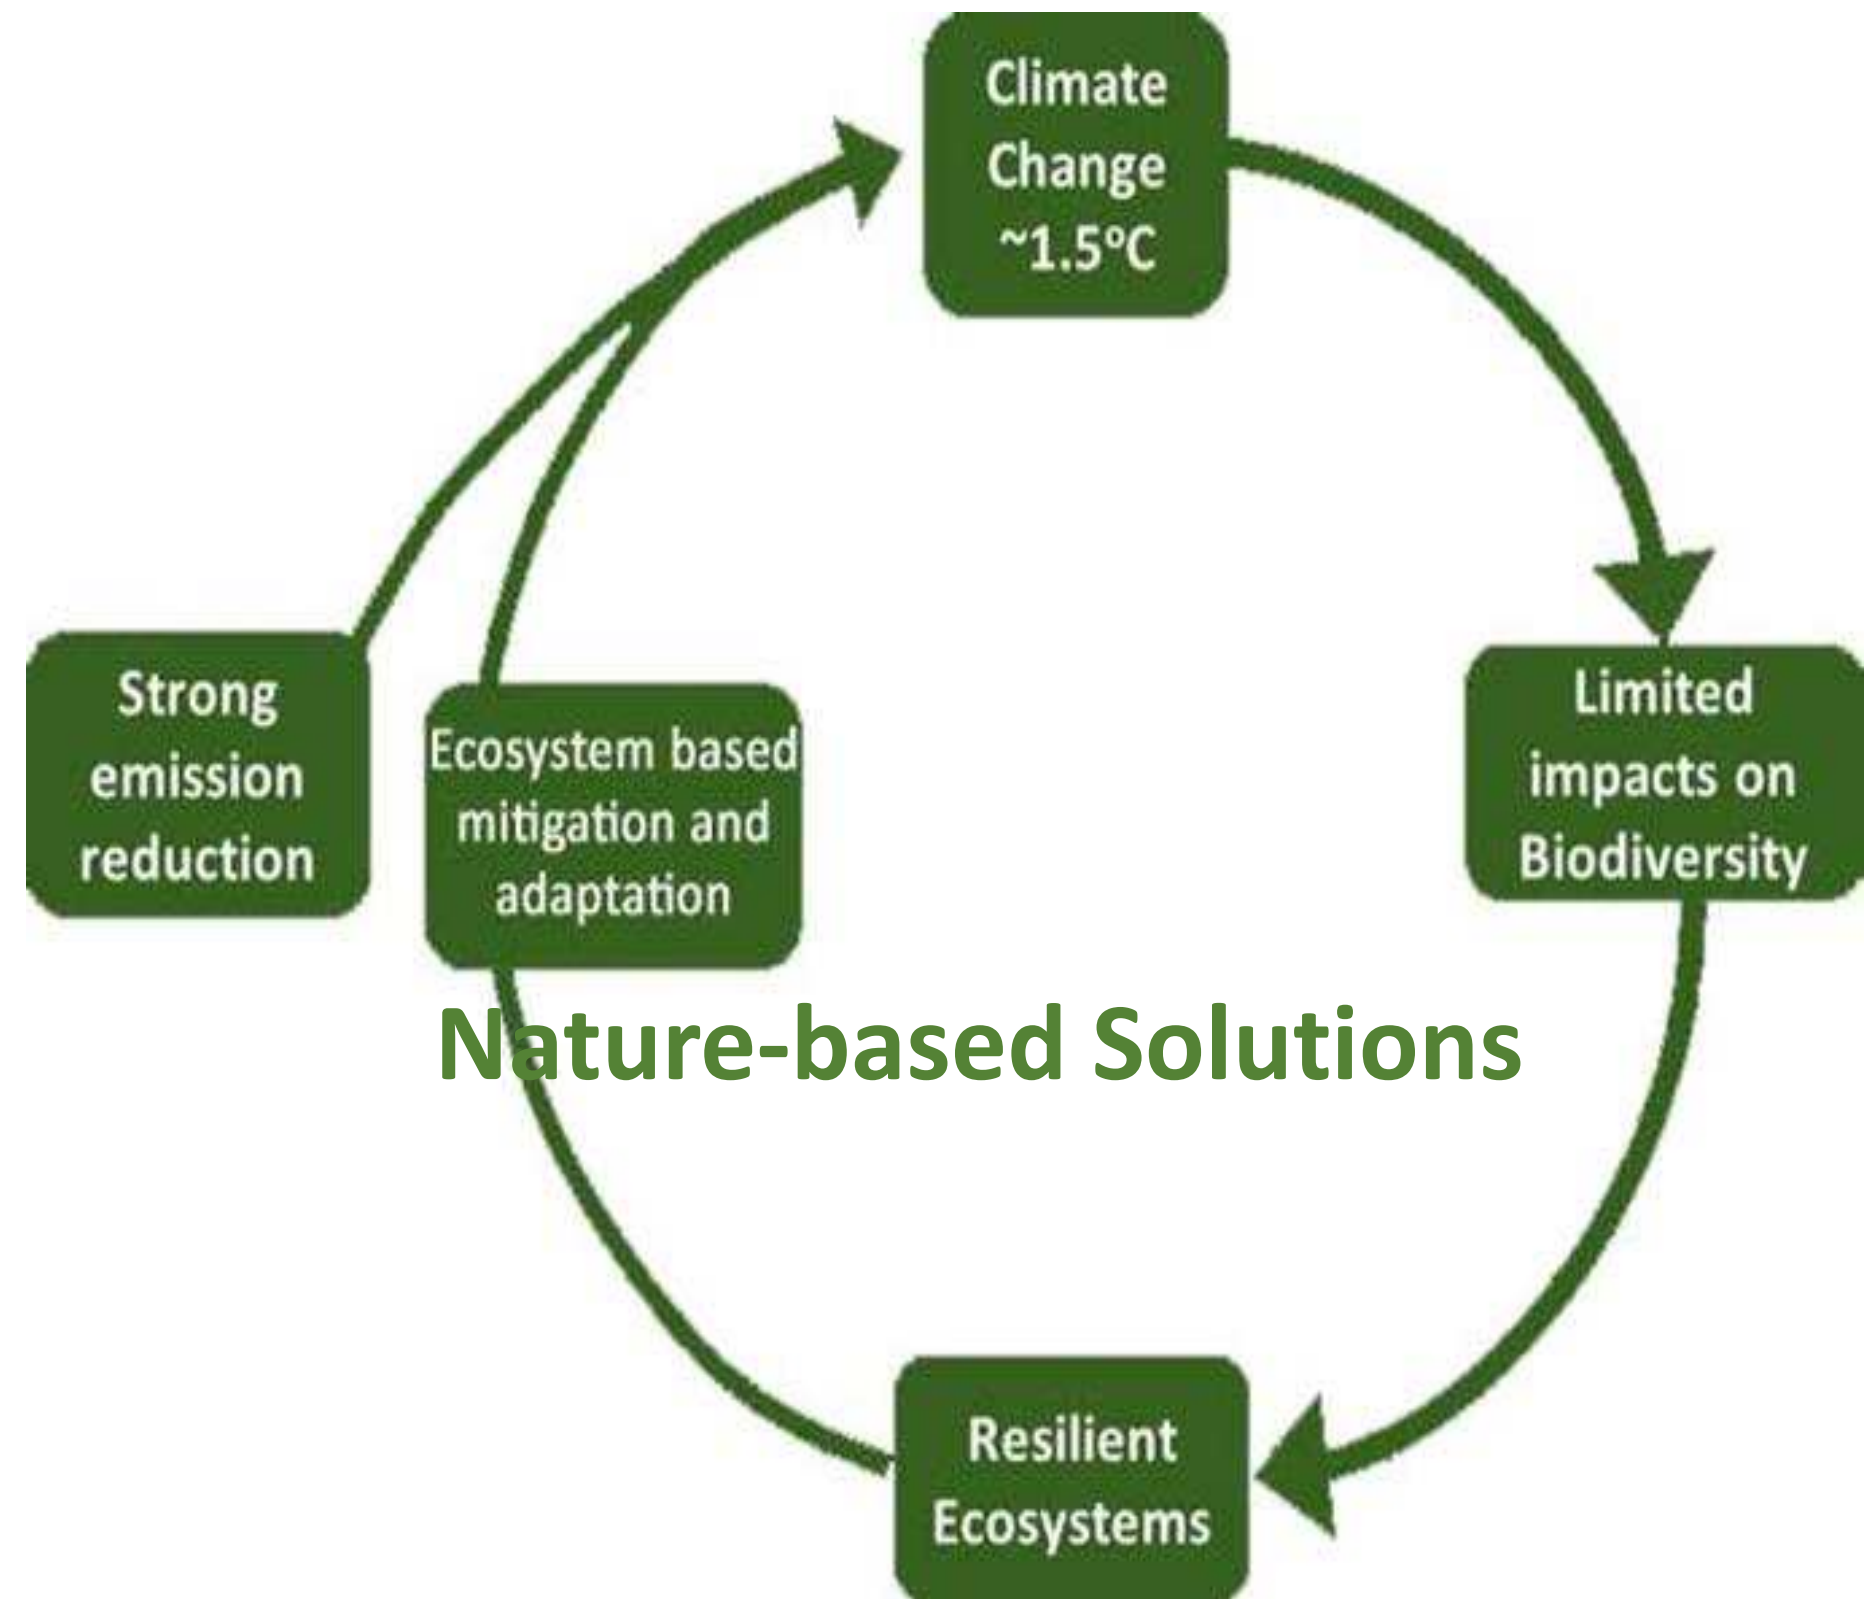 Climate
Change
~1.5°C
Strong
emission
reduction
Ecosystem based
mitigation and
adaptation
Limited
impacts on
Biodiversity
Nature-based Solutions
Resilient
Ecosystems